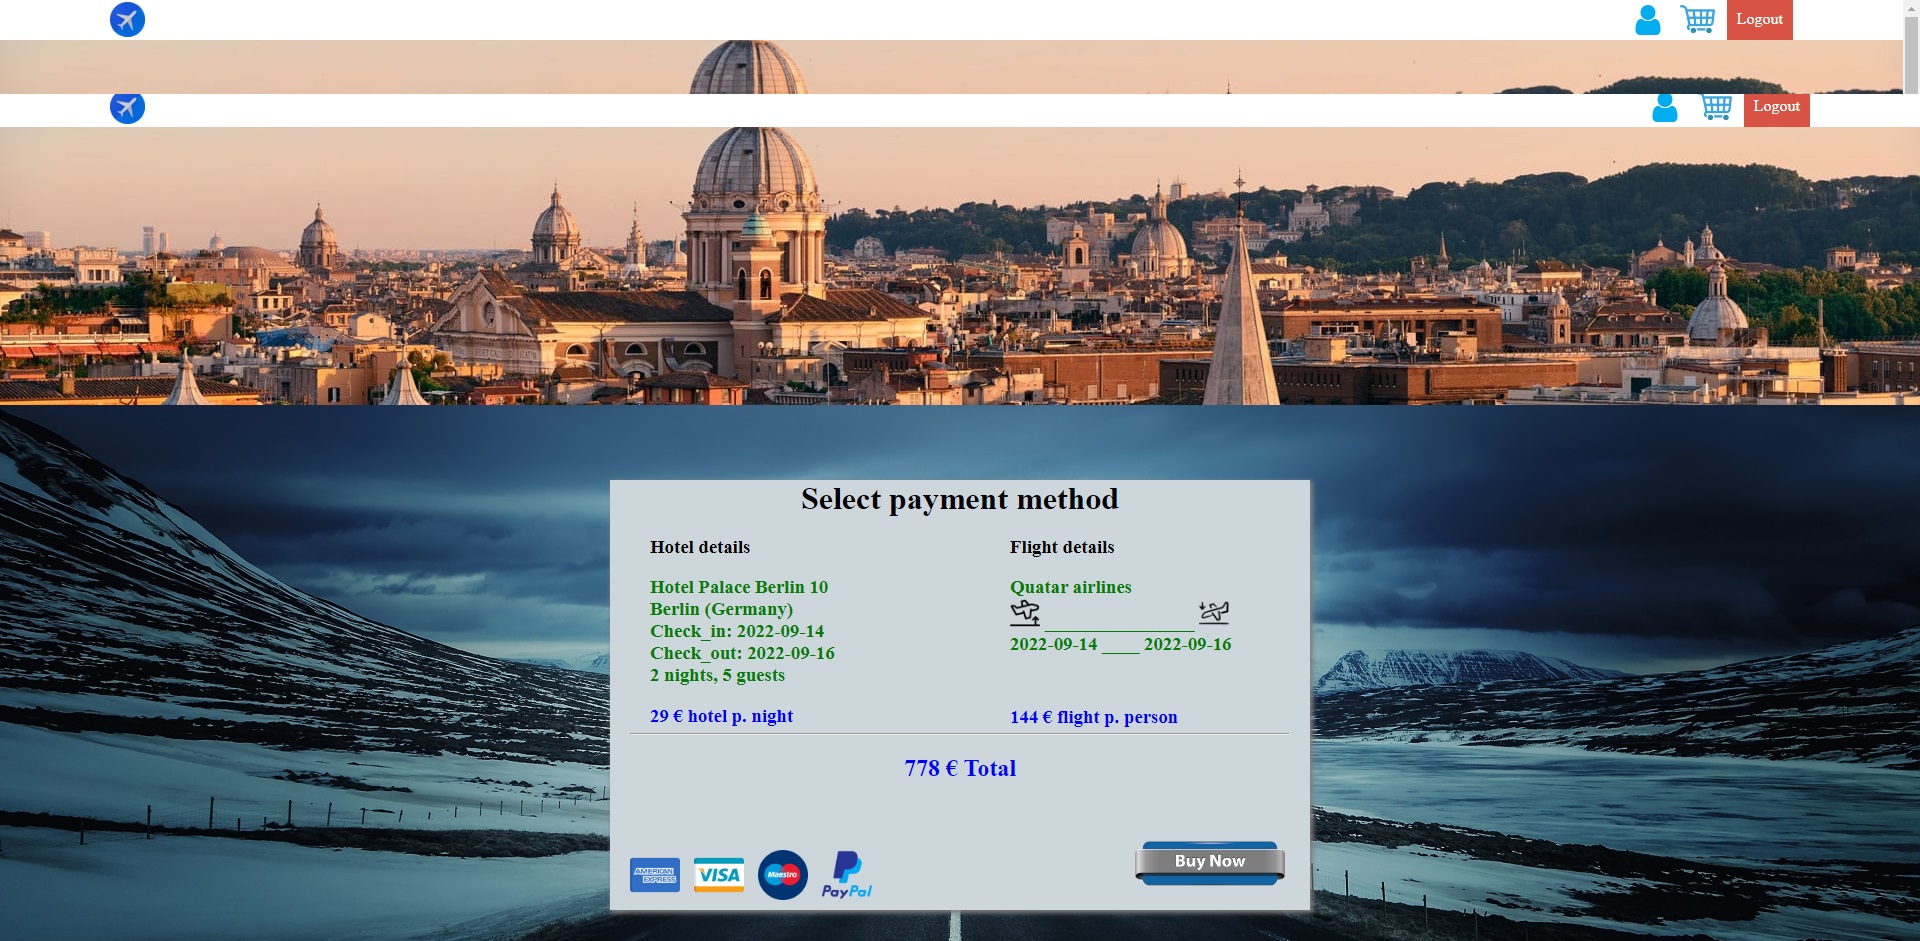 Logout
Logout
Select payment method
Hotel details
Hotel Palace Berlin 10
Berlin (Germany)
Check_in: 2022-09-14
Check_out: 2022-09-16
2 nights, 5 guests
29 € hotel p. night
Flight details
Quatar airlines
2022-09-14 ____ 2022-09-16
144 € flight p. person
778 € Total
AMERICAN EXPRESS
VISA
Maestro
PayPal
Buy Now